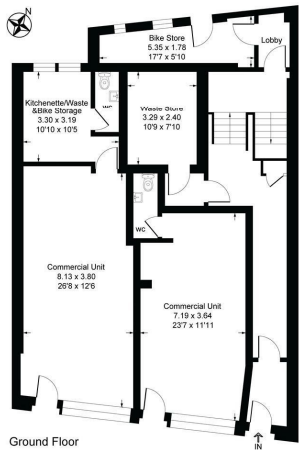 N
Bike Store
5.35 x 1.78
17'7 x 5'10
Lobby
Kitchenette/Waste
&Bike Storage
3.30 x 3.19
10'10 x 10'5
WC
Waste Store
3.29 x 2.40
10'9 x 7'10
WC
Commercial Unit
8.13 x 3.80
26'8 x 12'6
Commercial Unit
7.19 x 3.64
23'7 x 11'11
Ground Floor
IN